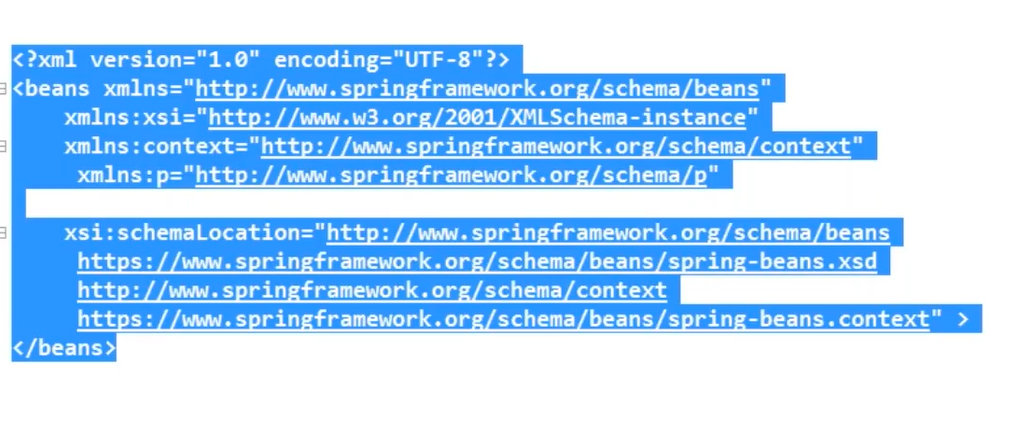 <?xml version="1.0" encoding="UTF-8"?>
<beans xmlns="http://www.springframework.org/schema/beans"
xmlns:xsi="http://www.w3.org/2001/XMLSchema-instance"
xmlns:context="http://www.springframework.org/schema/context"
xmlns:p="http://www.springframework.org/schema/p"
xsi:schemaLocation="http://www.springframework.org/schema/beans
https://www.springframework.org/schema/beans/spring-beans.xsd
http://www.springframework.org/schema/context
https://www.springframework.org/schema/beans/spring-beans.context" >
</beans>